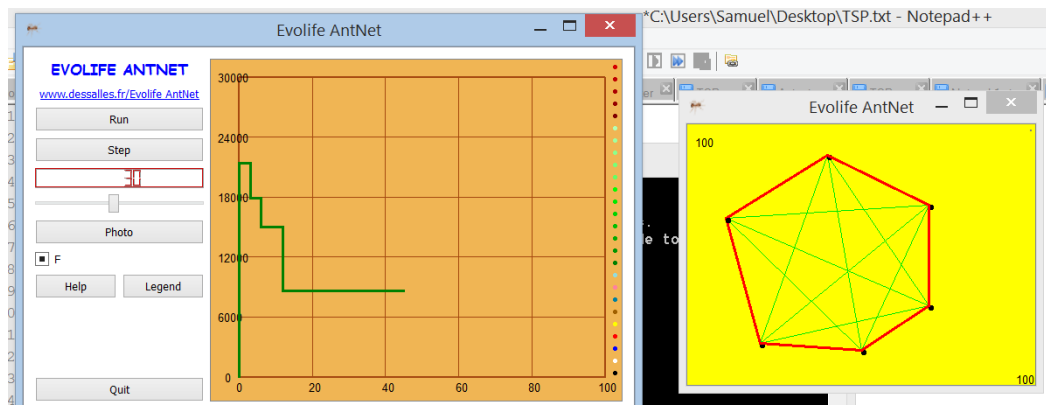 Evolife AntNet
*C:\Users\Samuel\Desktop\TSP.txt - Notepad++
EVOLIFE ANTNET
www.dessalles.fr/Evolife AntNet
Run
Step
30
Photo
F
Help
Legend
Quit
30000
24000
18000
12000
6000
0
0 20 40 60 80 100
Evolife AntNet
100
100